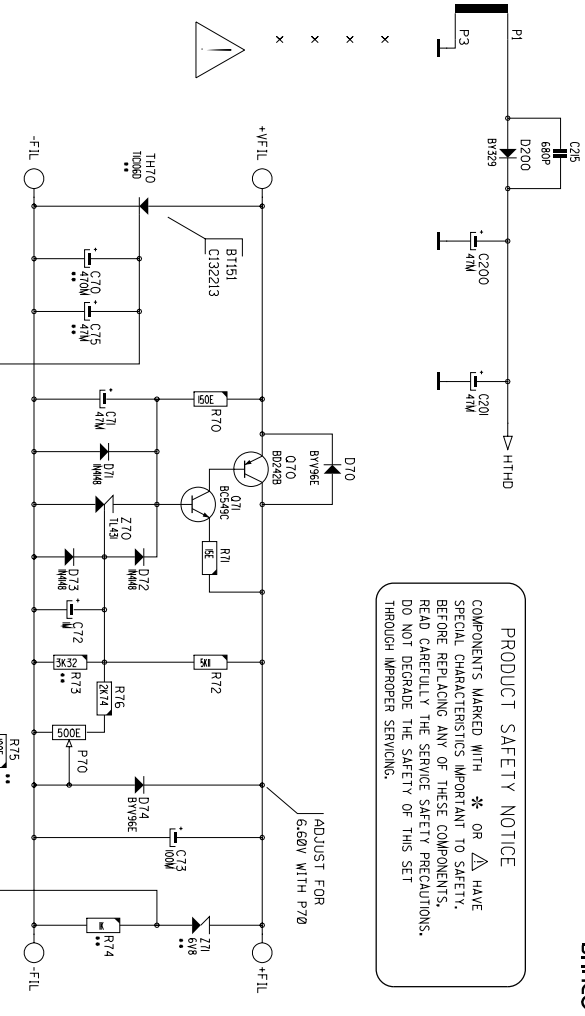 P1
P3
C215
680P
D200
BY329
C200
47M
C201
47M
HTHD
×
×
×
×
!
PRODUCT SAFETY NOTICE
COMPONENTS MARKED WITH * OR ⚠ HAVE
SPECIAL CHARACTERISTICS IMPORTANT TO SAFETY.
BEFORE REPLACING ANY OF THESE COMPONENTS,
READ CAREFULLY THE SERVICE SAFETY PRECAUTIONS.
DO NOT DEGRADE THE SAFETY OF THIS SET
THROUGH IMPROPER SERVICING.
+VFIL
-FIL
TH70
TIC106D
BT151
C132213
C70
470M
C75
47M
C71
47M
R70
150E
D70
BYV96E
Q70
BD242B
Q71
BC549C
R71
15E
D71
1N4148
Z70
TL431
D72
1N4148
D73
1N4148
C72
1M
R72
5K11
R73
3K32
R76
2K74
P70
500E
D74
BYV96E
C73
100M
ADJUST FOR
6.60V WITH P70
Z71
6V8
R74
1K
R75
+FIL
-FIL